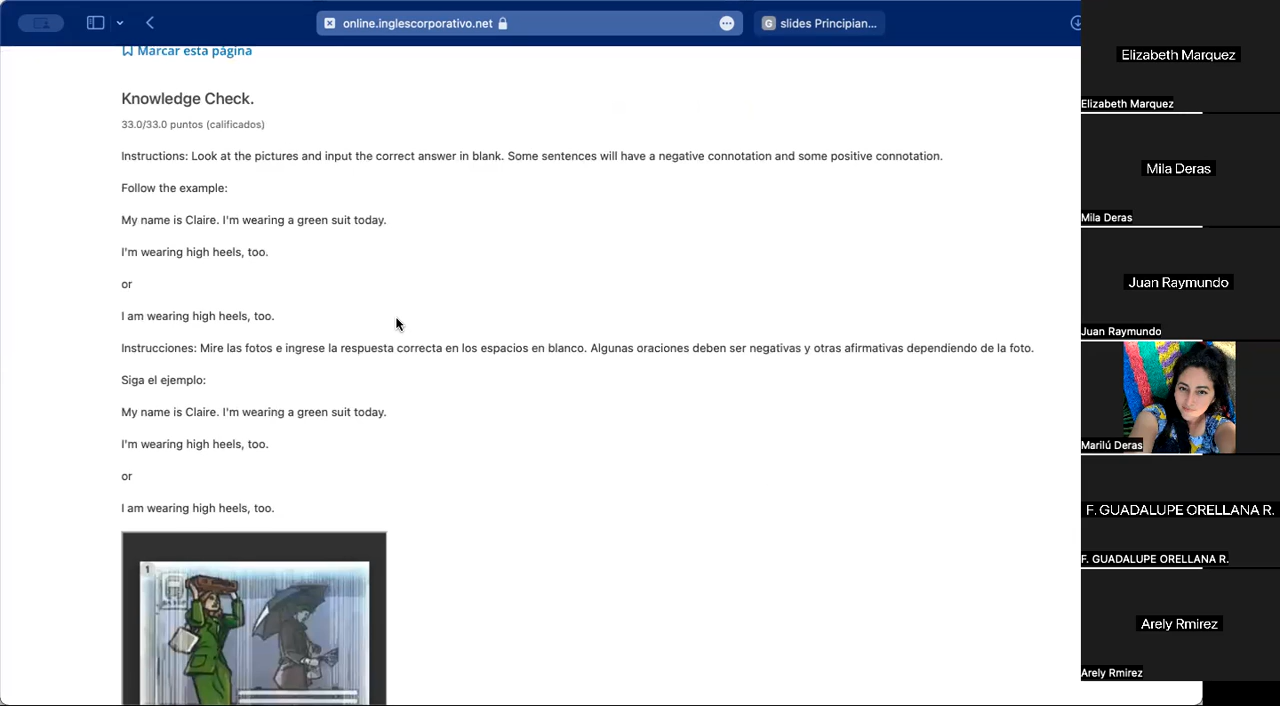 online.inglescorporativo.net
slides Principian...
Marcar esta página
Knowledge Check.
33.0/33.0 puntos (calificados)
Instructions: Look at the pictures and input the correct answer in blank. Some sentences will have a negative connotation and some positive connotation.
Follow the example:
My name is Claire. I'm wearing a green suit today.
I'm wearing high heels, too.
or
I am wearing high heels, too.
Instrucciones: Mire las fotos e ingrese la respuesta correcta en los espacios en blanco. Algunas oraciones deben ser negativas y otras afirmativas dependiendo de la foto.
Siga el ejemplo:
My name is Claire. I'm wearing a green suit today.
I'm wearing high heels, too.
or
I am wearing high heels, too.
1
Elizabeth Marquez
Elizabeth Marquez
Mila Deras
Mila Deras
Juan Raymundo
Juan Raymundo
Marilú Deras
F. GUADALUPE ORELLANA R.
F. GUADALUPE ORELLANA R.
Arely Rmirez
Arely Rmirez